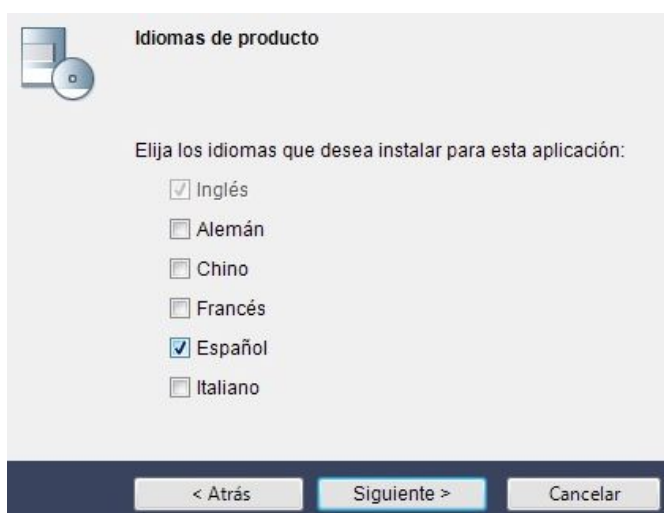 Idiomas de producto
Elija los idiomas que desea instalar para esta aplicación:
Inglés
Alemán
Chino
Francés
Español
Italiano
< Atrás
Siguiente >
Cancelar